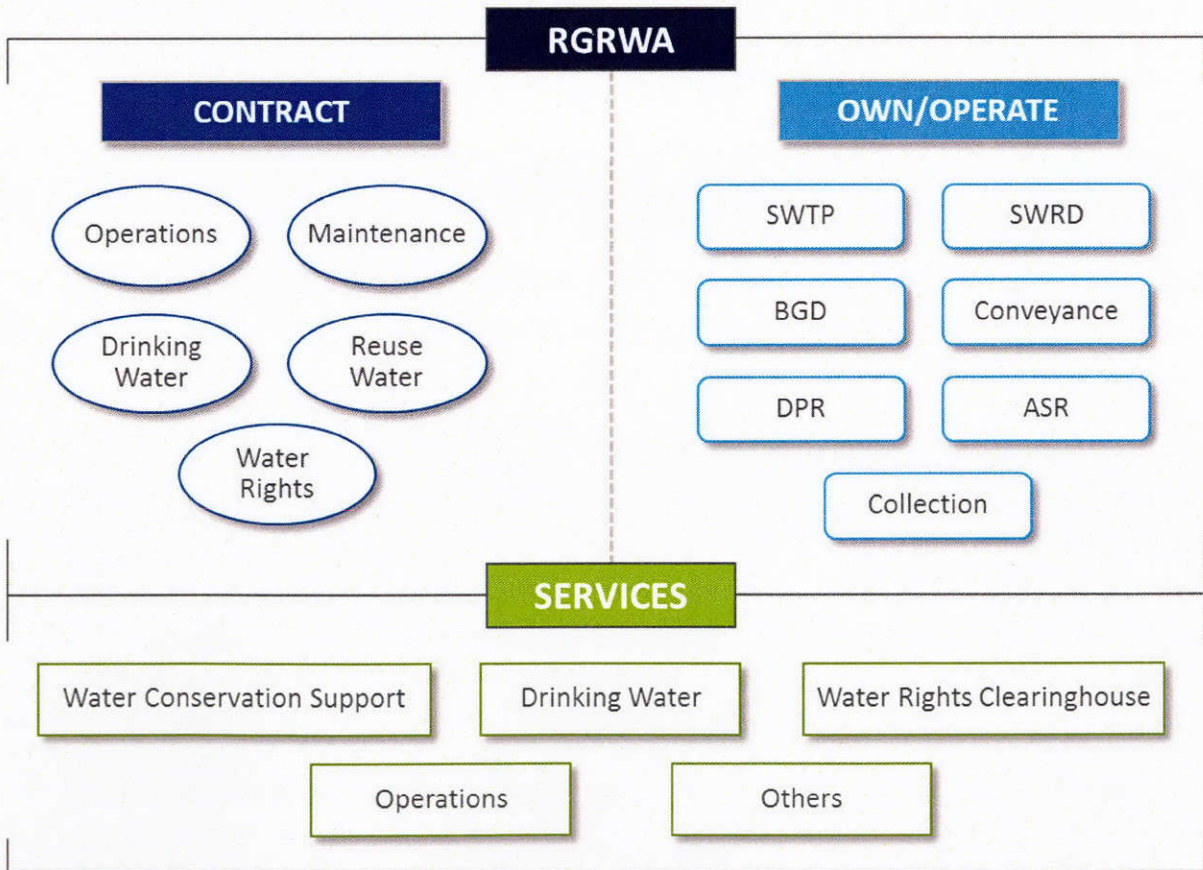 RGRWA
CONTRACT
Operations
Maintenance
Drinking
Water
Reuse
Water
Water
Rights
OWN/OPERATE
SWTP
SWRD
BGD
Conveyance
DPR
ASR
Collection
SERVICES
Water Conservation Support
Drinking Water
Water Rights Clearinghouse
Operations
Others